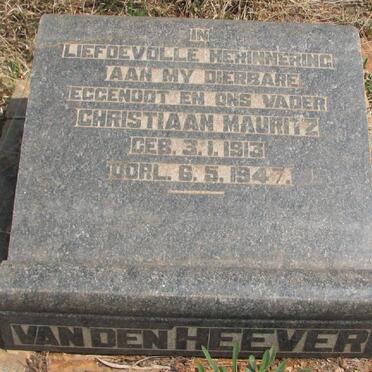 IN
LIEFDEVOLLE HERINNERING
AAN MY DIERBARE
EGGENOOT EN ONS VADER
CHRISTIAAN MAURITZ
GEB. 3.1.1913
OORL. 6.5.1947.
VAN DEN HEEVER